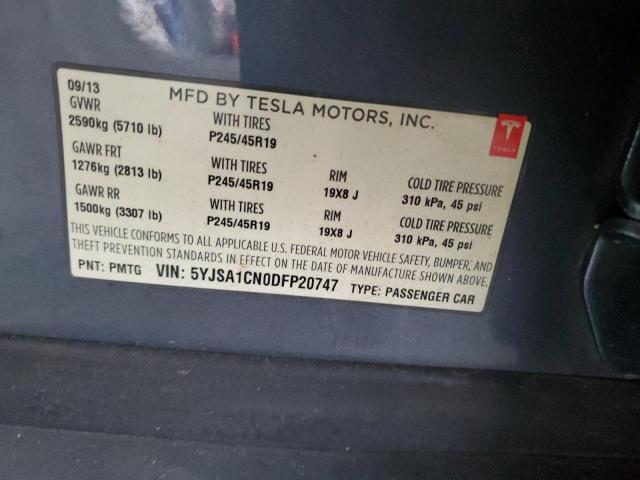 09/13
MFD BY TESLA MOTORS, INC.
GVWR
2590kg (5710 lb)
WITH TIRES
P245/45R19
GAWR FRT
1276kg (2813 lb)
WITH TIRES
P245/45R19
RIM
19X8 J
COLD TIRE PRESSURE
310 kPa, 45 psi
GAWR RR
1500kg (3307 lb)
WITH TIRES
P245/45R19
RIM
19X8 J
COLD TIRE PRESSURE
310 kPa, 45 psi
THIS VEHICLE CONFORMS TO ALL APPLICABLE U.S. FEDERAL MOTOR VEHICLE SAFETY, BUMPER, AND
THEFT PREVENTION STANDARDS IN EFFECT ON THE DATE OF MANUFACTURE SHOWN ABOVE.
PNT: PMTG VIN: 5YJSA1CN0DFP20747 TYPE: PASSENGER CAR
TESLA